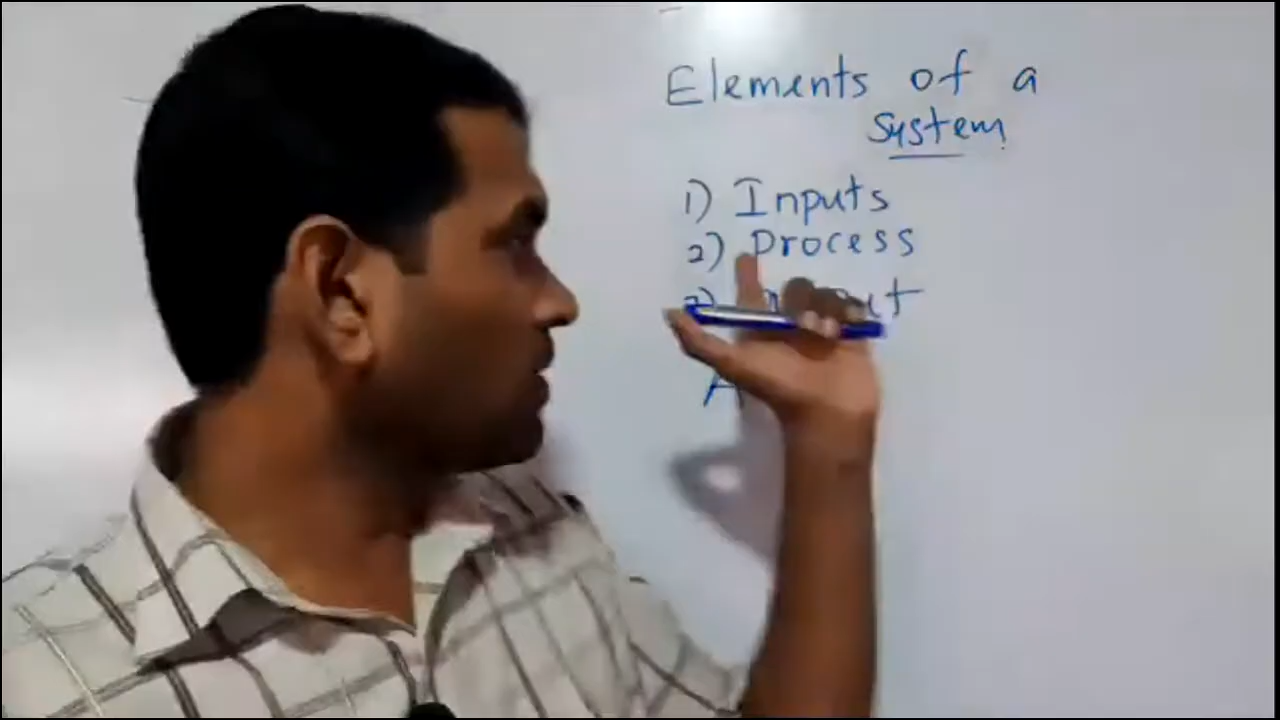 Elements of a
System
1) Inputs
2) Process